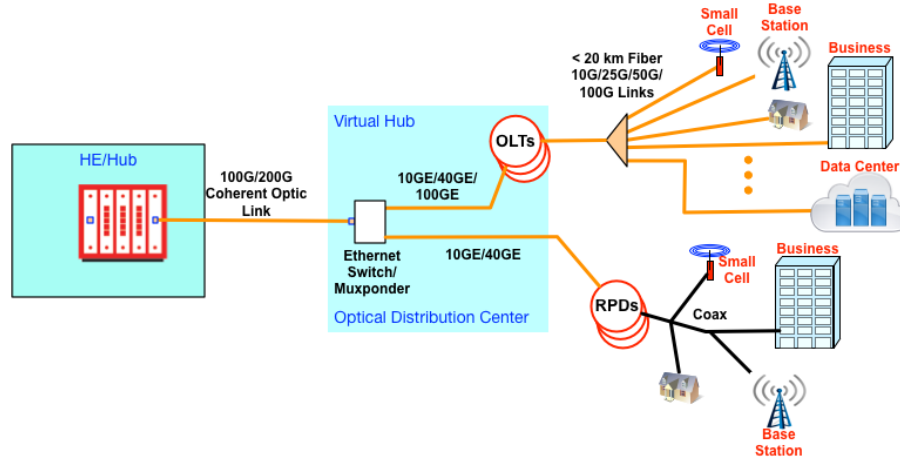 Small
Cell
Base
Station
Business
< 20 km Fiber
10G/25G/50G/
100G Links
Virtual Hub
OLTs
HE/Hub
100G/200G
Coherent Optic
Link
10GE/40GE/
100GE
Data Center
Ethernet
Switch/
Muxponder
10GE/40GE
Optical Distribution Center
RPDs
Small
Cell
Business
Coax
Base
Station